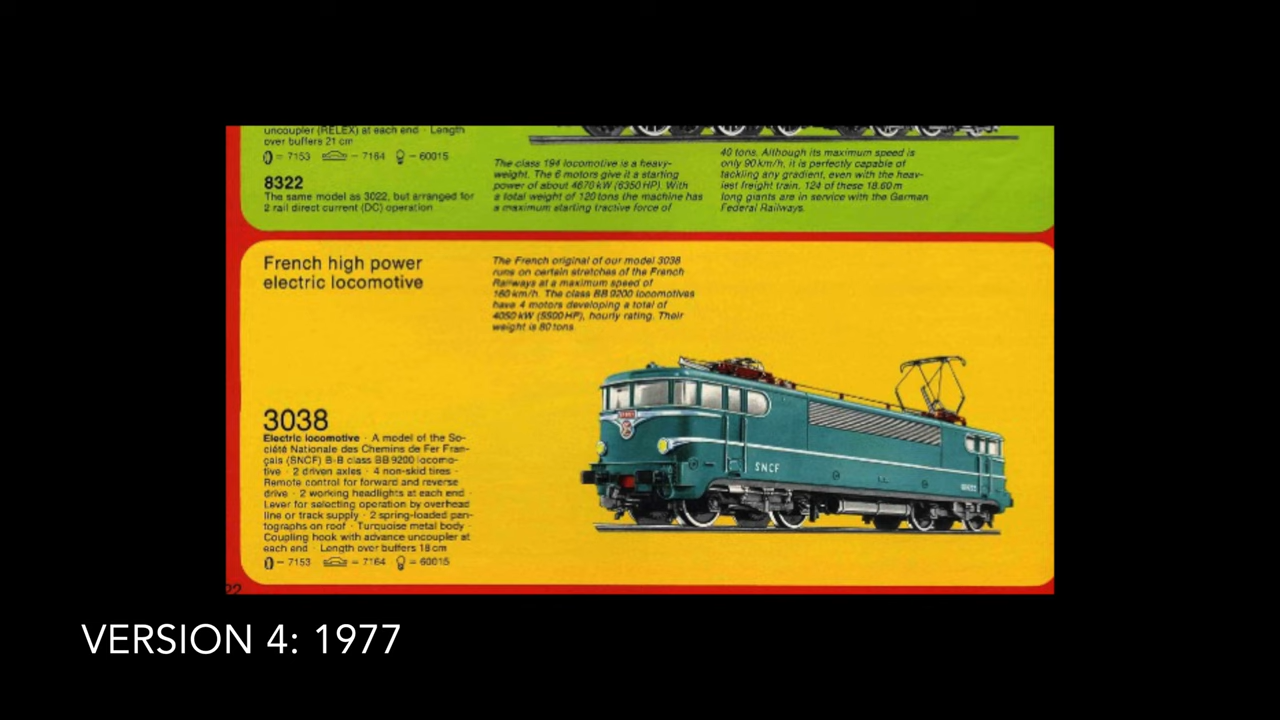 uncoupler (RELEX) at each end · Length
over buffers 21 cm
= 7153 = 7164 = 60015
8322
The same model as 3022, but arranged for
2 rail direct current (DC) operation
The class 194 locomotive is a heavy-
weight. The 6 motors give it a starting
power of about 4670 kW (6350 HP). With
a total weight of 120 tons the machine has
a maximum starting tractive force of
40 tons. Although its maximum speed is
only 90 km/h, it is perfectly capable of
tackling any gradient, even with the heav-
iest freight train. 124 of these 18.60 m
long giants are in service with the German
Federal Railways.
French high power
electric locomotive
The French original of our model 3038
runs on certain stretches of the French
Railways at a maximum speed of
160 km/h. The class BB 9200 locomotives
have 4 motors developing a total of
4050 kW (5500 HP), hourly rating. Their
weight is 80 tons.
3038
Electric locomotive · A model of the So-
ciété Nationale des Chemins de Fer Fran-
çais (SNCF) B-B class BB 9200 locomo-
tive · 2 driven axles · 4 non-skid tires ·
Remote control for forward and reverse
drive · 2 working headlights at each end ·
Lever for selecting operation by overhead
line or track supply · 2 spring-loaded pan-
tographs on roof · Turquoise metal body ·
Coupling hook with advance uncoupler at
each end · Length over buffers 18 cm
= 7153 = 7164 = 60015
SNCF
22
VERSION 4: 1977